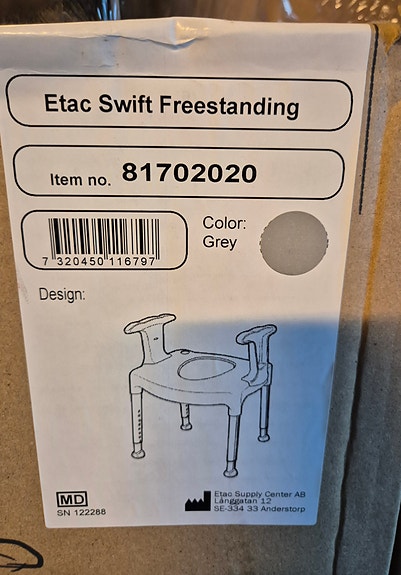 Etac Swift Freestanding
Item no. 81702020
Color:
Grey
7 320450 116797
Design:
MD
SN 122288
Etac Supply Center AB
Långgatan 12
SE-334 33 Anderstorp